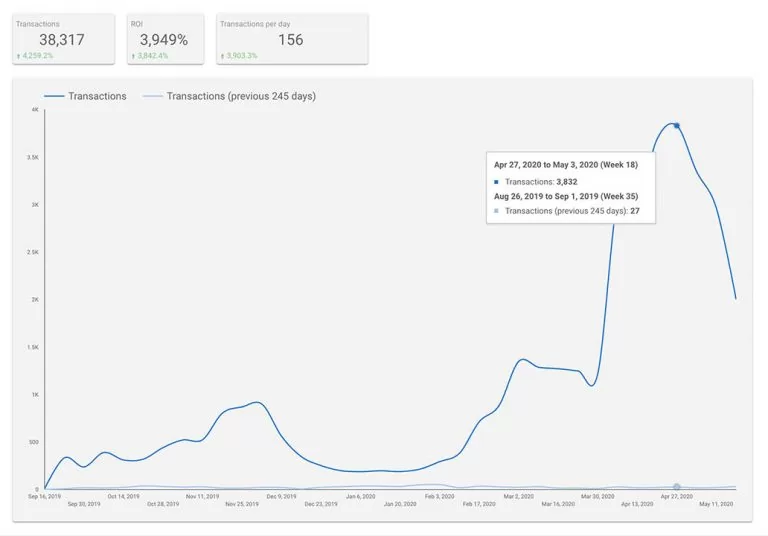 Transactions
38,317
4,259.2%
ROI
3,949%
3,842.4%
Transactions per day
156
3,903.3%
Transactions
Transactions (previous 245 days)
4K
3.5K
3K
2.5K
2K
1.5K
1K
500
0
Apr 27, 2020 to May 3, 2020 (Week 18)
Transactions: 3,832
Aug 26, 2019 to Sep 1, 2019 (Week 35)
Transactions (previous 245 days): 27
Sep 16, 2019
Sep 30, 2019
Oct 14, 2019
Oct 28, 2019
Nov 11, 2019
Nov 25, 2019
Dec 9, 2019
Dec 23, 2019
Jan 6, 2020
Jan 20, 2020
Feb 3, 2020
Feb 17, 2020
Mar 2, 2020
Mar 16, 2020
Mar 30, 2020
Apr 13, 2020
Apr 27, 2020
May 11, 2020